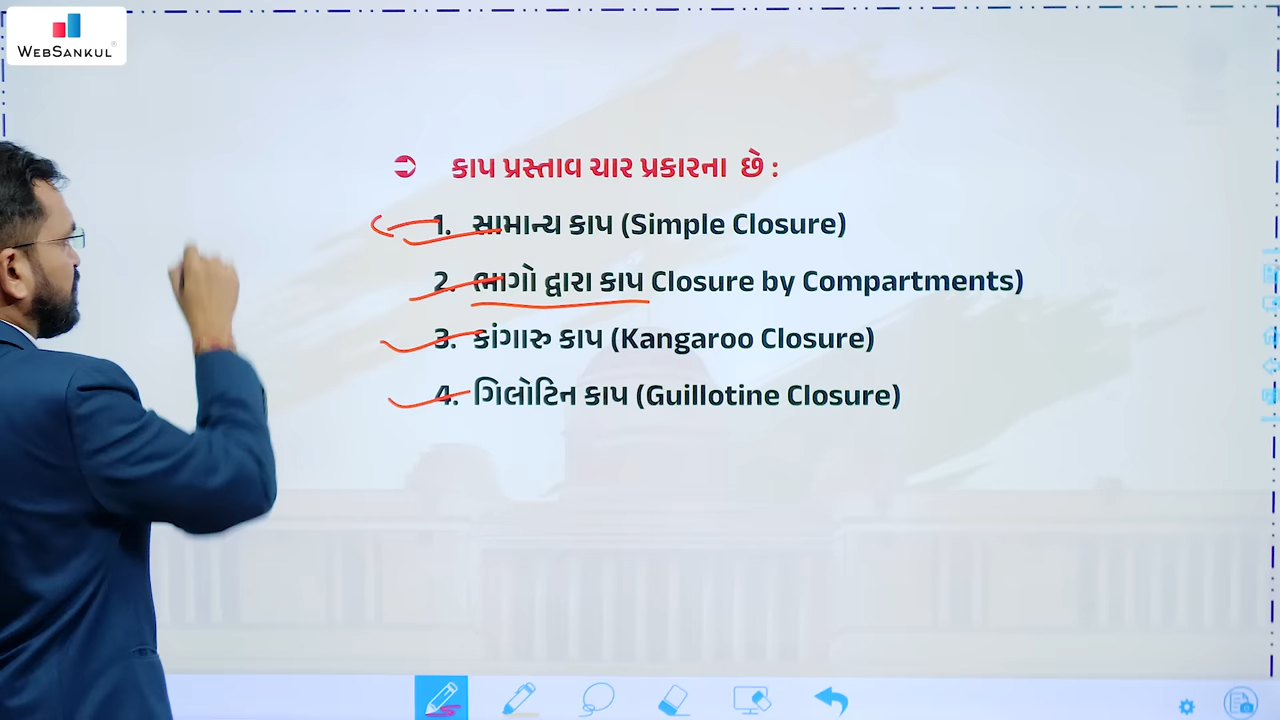 WEBSANKUL
કાપ પ્રસ્તાવ ચાર પ્રકારના છે :
1. સામાન્ય કાપ (Simple Closure)
2. ભાગો દ્વારા કાપ Closure by Compartments)
3. કાંગારુ કાપ (Kangaroo Closure)
4. ગિલોટિન કાપ (Guillotine Closure)